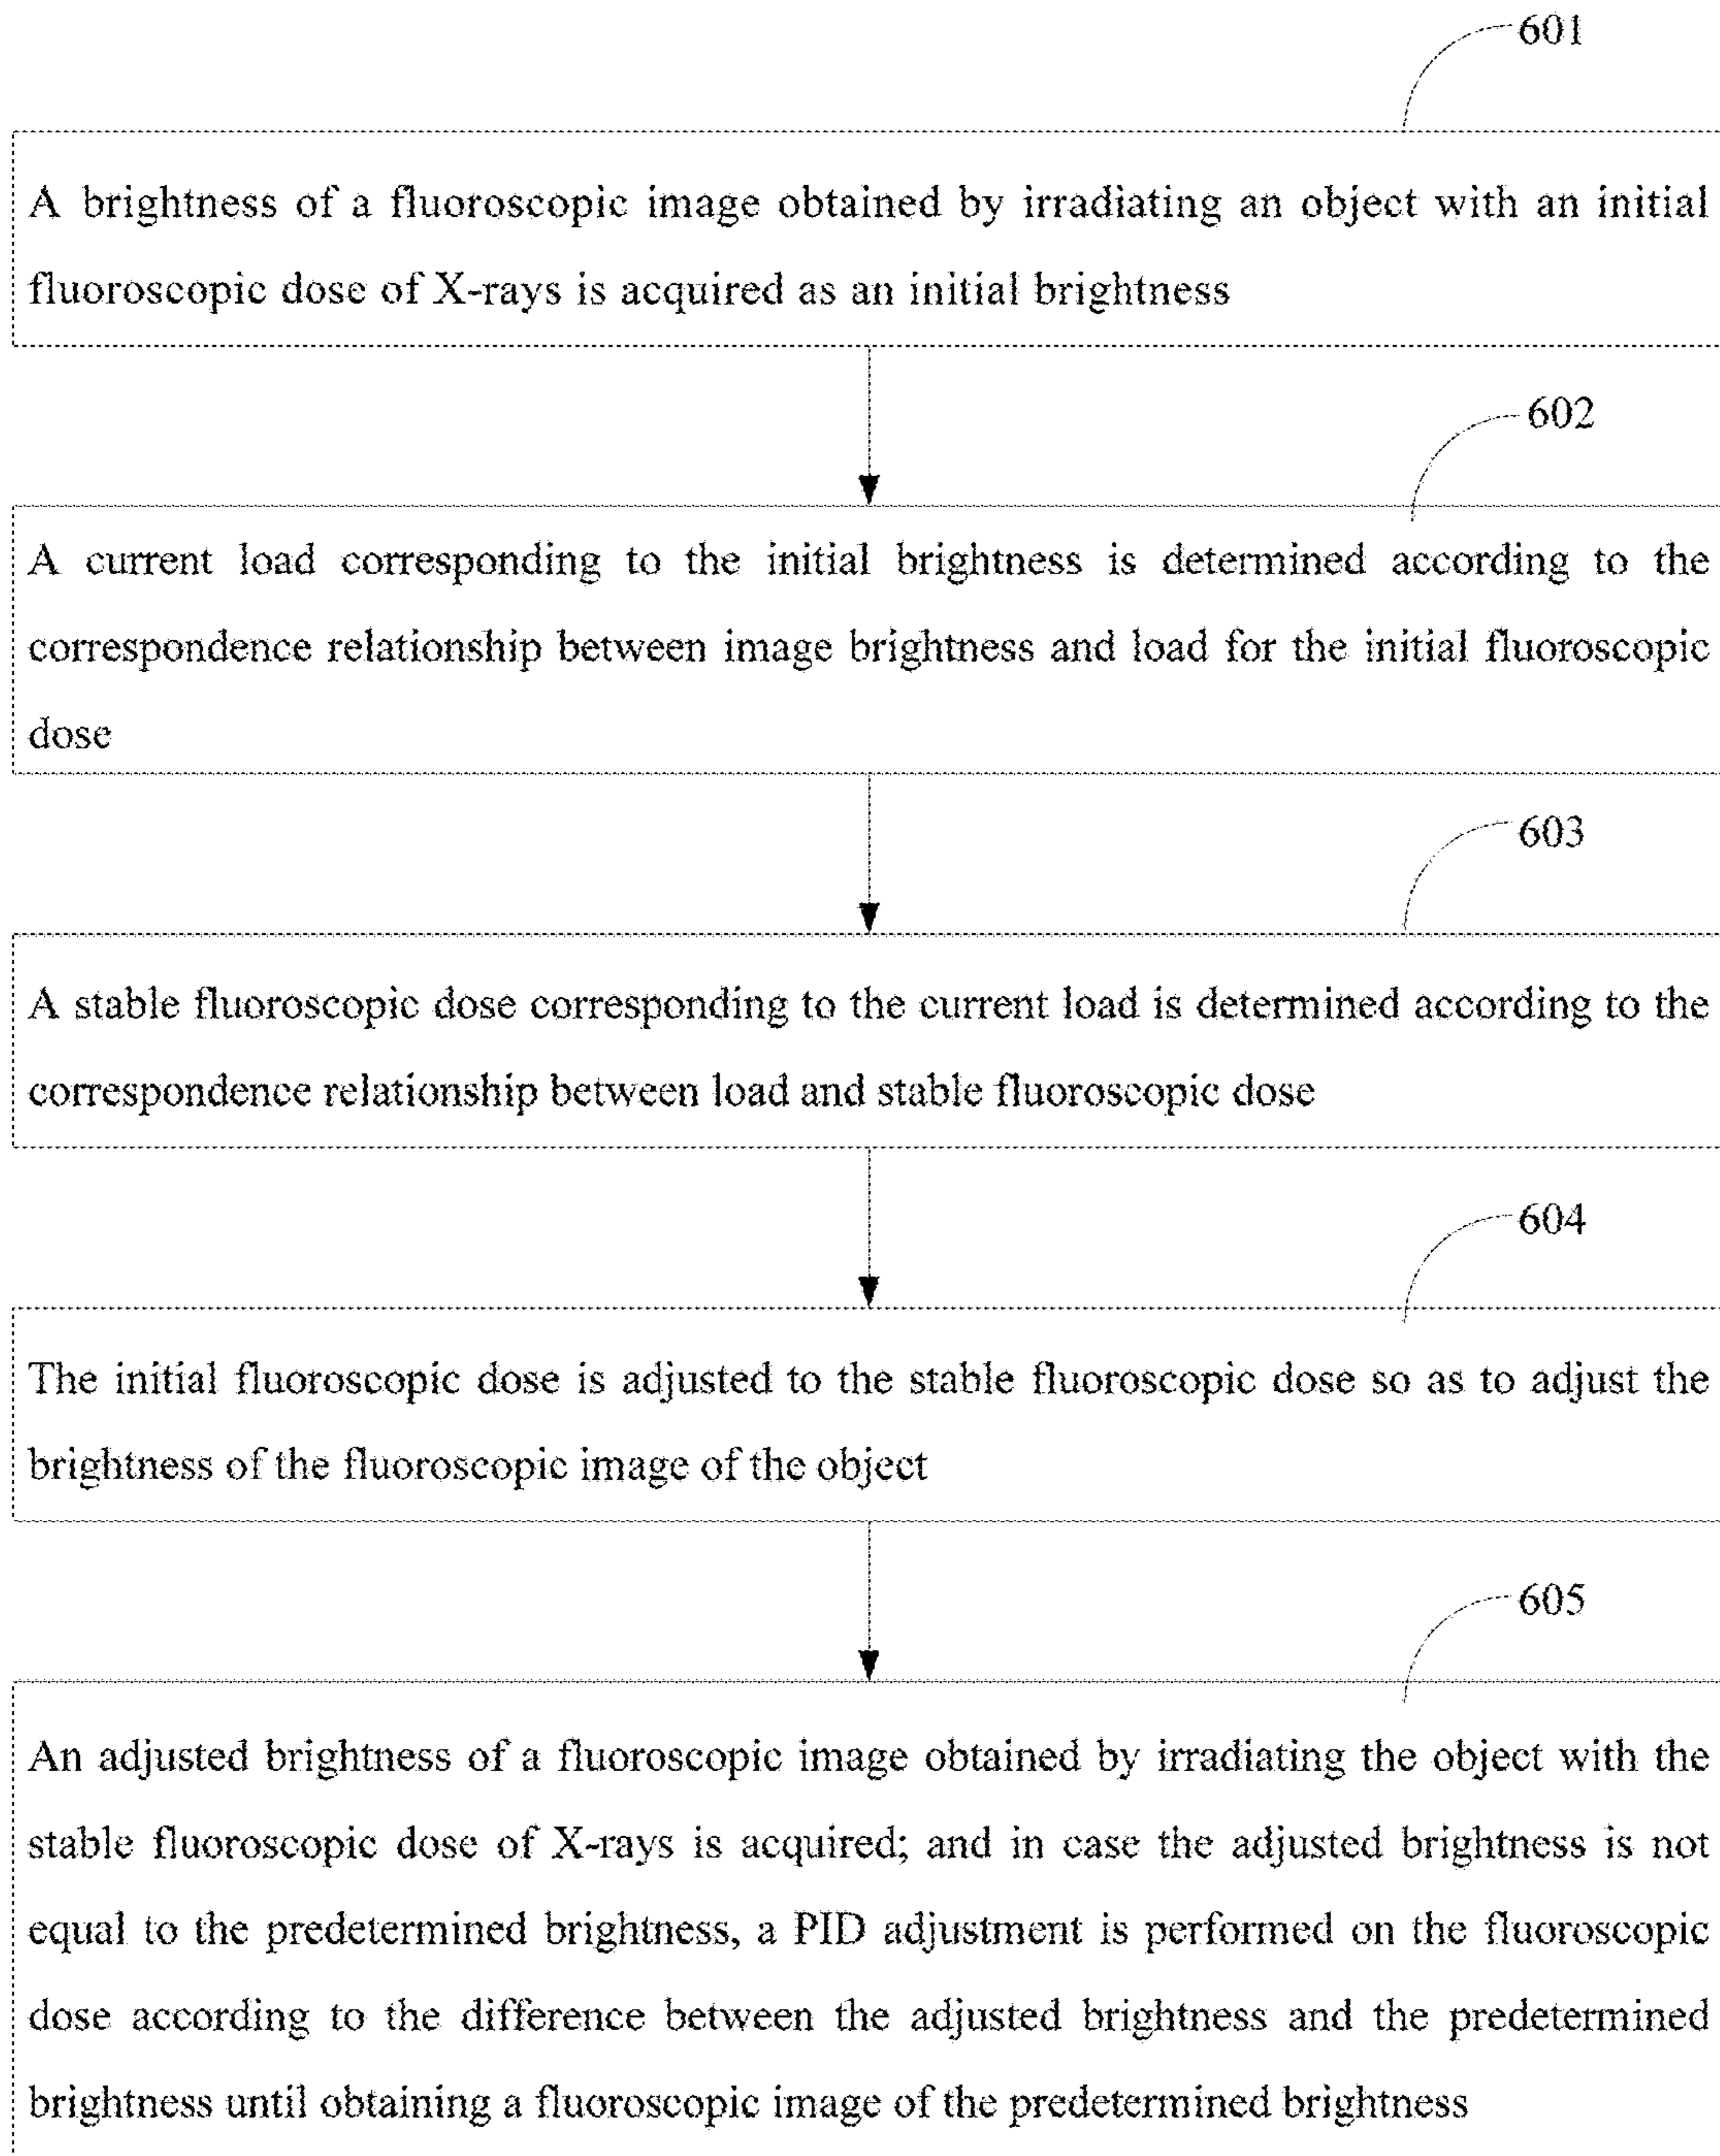 601
A brightness of a fluoroscopic image obtained by irradiating an object with an initial
fluoroscopic dose of X-rays is acquired as an initial brightness
602
A current load corresponding to the initial brightness is determined according to the
correspondence relationship between image brightness and load for the initial fluoroscopic
dose
603
A stable fluoroscopic dose corresponding to the current load is determined according to the
correspondence relationship between load and stable fluoroscopic dose
604
The initial fluoroscopic dose is adjusted to the stable fluoroscopic dose so as to adjust the
brightness of the fluoroscopic image of the object
605
An adjusted brightness of a fluoroscopic image obtained by irradiating the object with the
stable fluoroscopic dose of X-rays is acquired; and in case the adjusted brightness is not
equal to the predetermined brightness, a PID adjustment is performed on the fluoroscopic
dose according to the difference between the adjusted brightness and the predetermined
brightness until obtaining a fluoroscopic image of the predetermined brightness